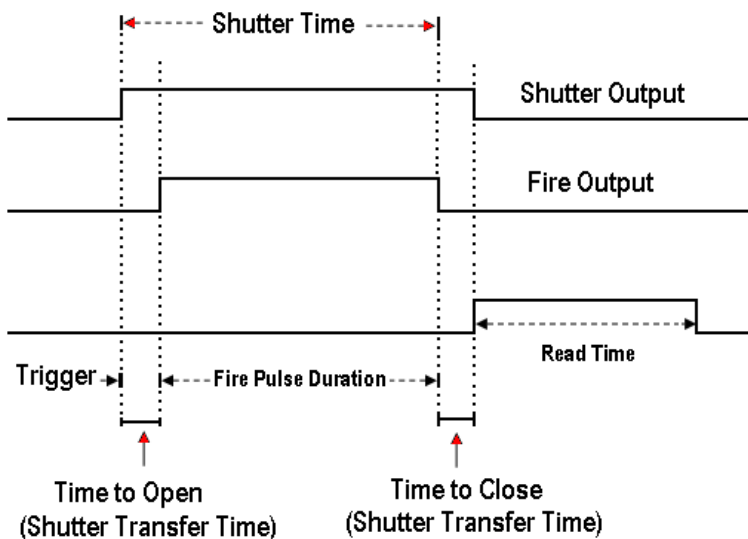 Shutter Time
Shutter Output
Fire Output
Read Time
Trigger
Fire Pulse Duration
Time to Open
(Shutter Transfer Time)
Time to Close
(Shutter Transfer Time)